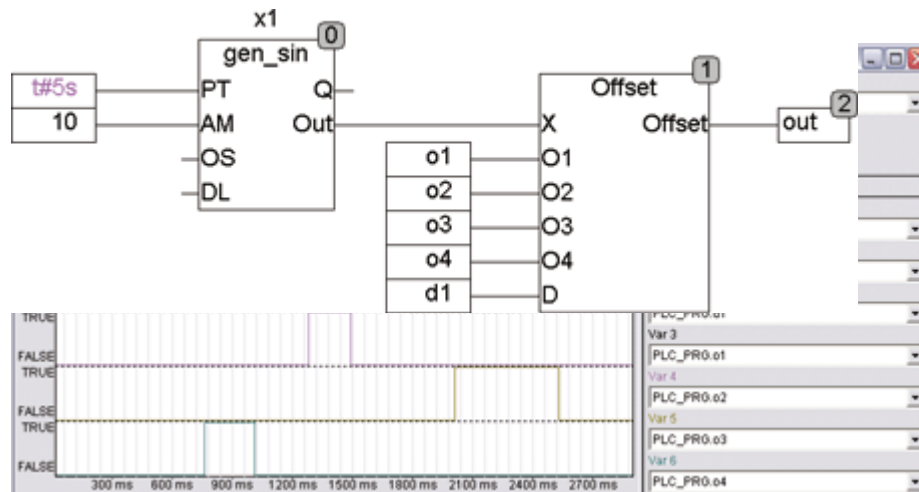 x1
0
gen_sin
1
Offset
t#5s
PT
Q
10
AM
Out
X
Offset
out
2
OS
o1
O1
DL
o2
O2
o3
O3
o4
O4
d1
D
TRUE
FALSE
TRUE
FALSE
TRUE
FALSE
300 ms 600 ms 900 ms 1200 ms 1500 ms 1800 ms 2100 ms 2400 ms 2700 ms
Var 3
PLC_PRG.o1
Var 4
PLC_PRG.o2
Var 5
PLC_PRG.o3
Var 6
PLC_PRG.o4